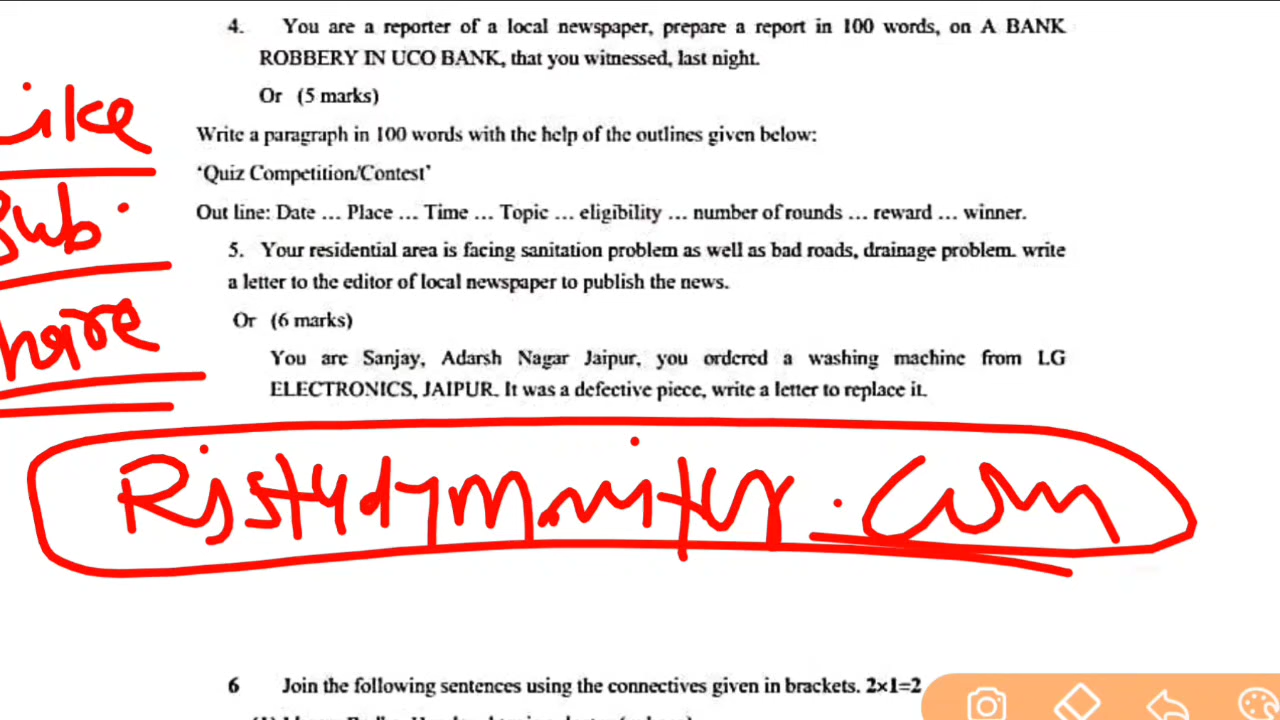 4. You are a reporter of a local newspaper, prepare a report in 100 words, on A BANK
ROBBERY IN UCO BANK, that you witnessed, last night.
Or (5 marks)
Like
Write a paragraph in 100 words with the help of the outlines given below:
'Quiz Competition/Contest'
Sub
Out line: Date ... Place ... Time ... Topic ... eligibility ... number of rounds ... reward ... winner.
5. Your residential area is facing sanitation problem as well as bad roads, drainage problem. write
a letter to the editor of local newspaper to publish the news.
Or (6 marks)
hare
You are Sanjay, Adarsh Nagar Jaipur, you ordered a washing machine from LG
ELECTRONICS, JAIPUR. It was a defective piece, write a letter to replace it.
.com
6 Join the following sentences using the connectives given in brackets. 2×1=2